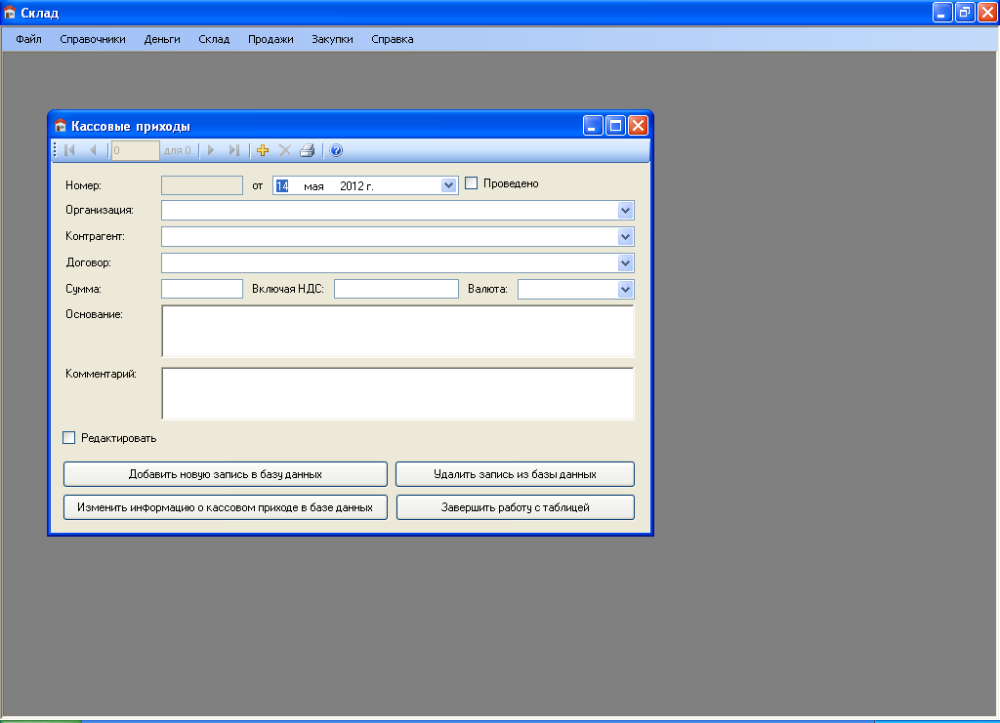 Склад
Файл Справочники Деньги Склад Продажи Закупки Справка
Кассовые приходы
0 для 0
Номер: от 14 мая 2012 г. Проведено
Организация:
Контрагент:
Договор:
Сумма: Включая НДС: Валюта:
Основание:
Комментарий:
Редактировать
Добавить новую запись в базу данных Удалить запись из базы данных
Изменить информацию о кассовом приходе в базе данных Завершить работу с таблицей